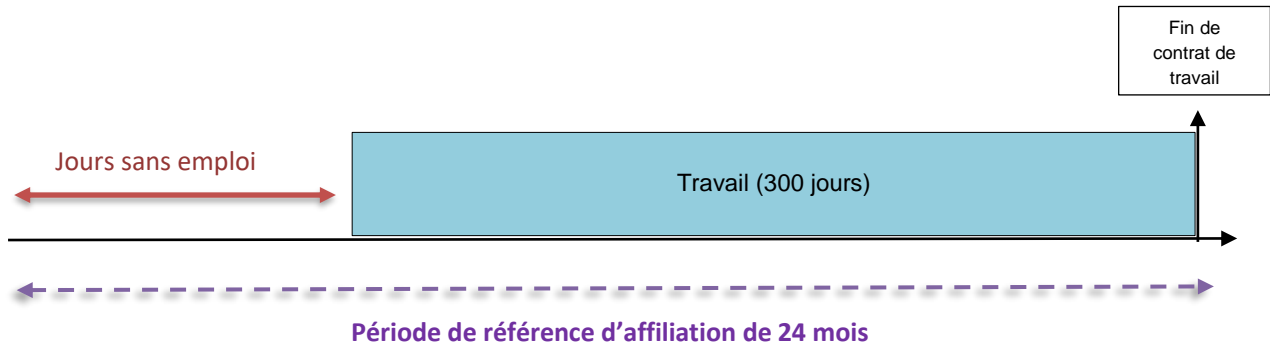 Fin de
contrat de
travail
Jours sans emploi
Travail (300 jours)
Période de référence d’affiliation de 24 mois